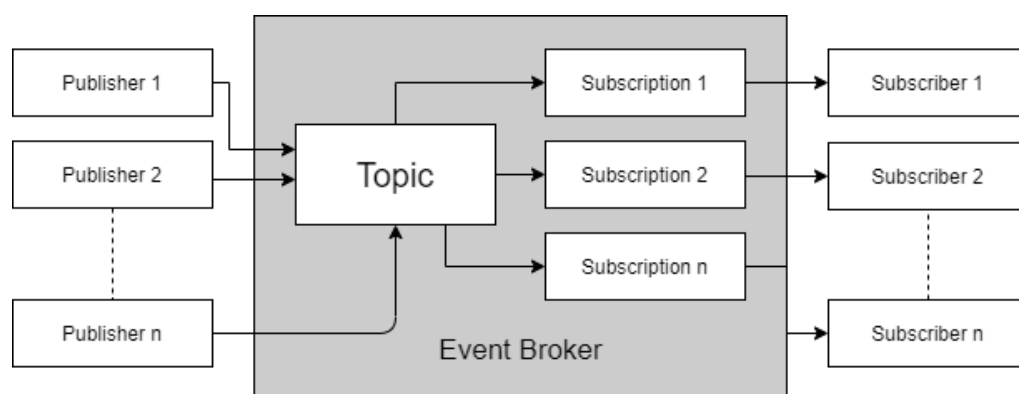 Publisher 1
Publisher 2
Publisher n
Topic
Subscription 1
Subscription 2
Subscription n
Event Broker
Subscriber 1
Subscriber 2
Subscriber n